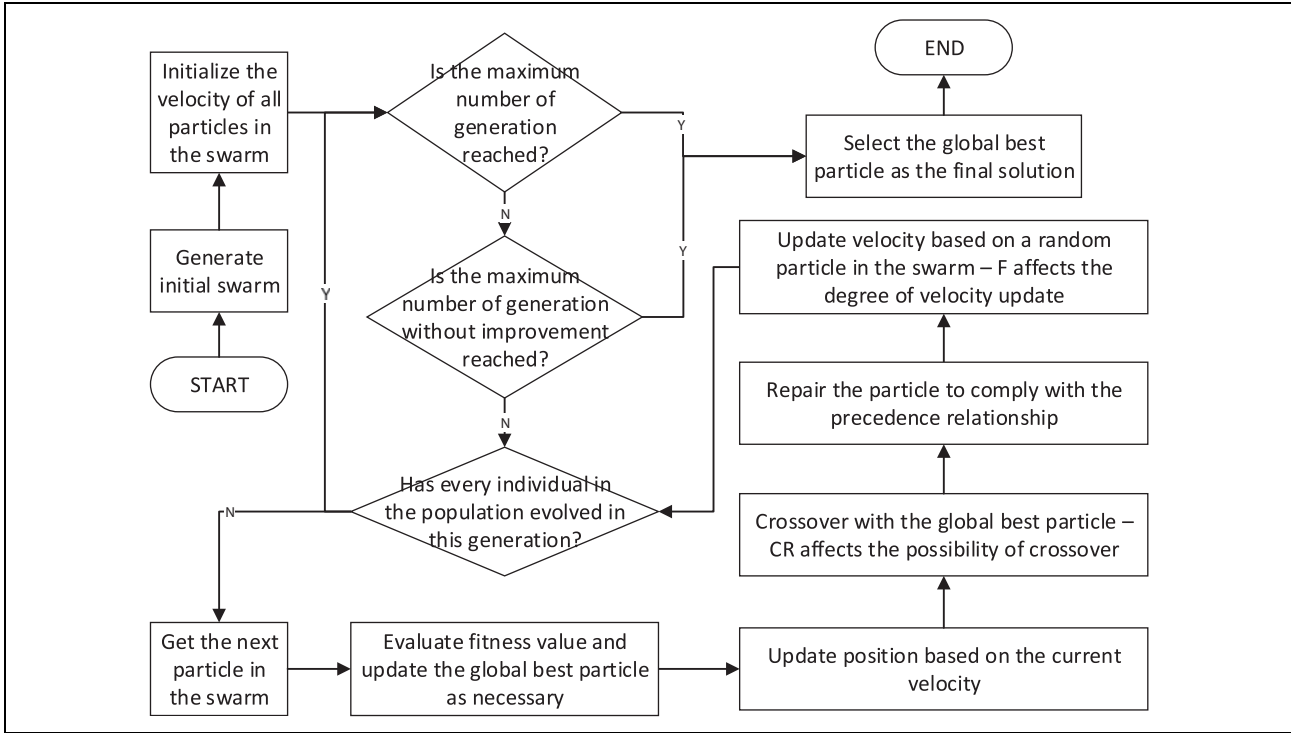 START
Generate
initial swarm
Initialize the
velocity of all
particles in
the swarm
Is the maximum
number of
generation
reached?
Y
N
Is the maximum
number of generation
without improvement
reached?
Y
N
Has every individual in
the population evolved in
this generation?
Y
N
Get the next
particle in
the swarm
Evaluate fitness value and
update the global best particle
as necessary
Update position based on the current
velocity
Crossover with the global best particle –
CR affects the possibility of crossover
Repair the particle to comply with the
precedence relationship
Update velocity based on a random
particle in the swarm – F affects the
degree of velocity update
Select the global best
particle as the final solution
END